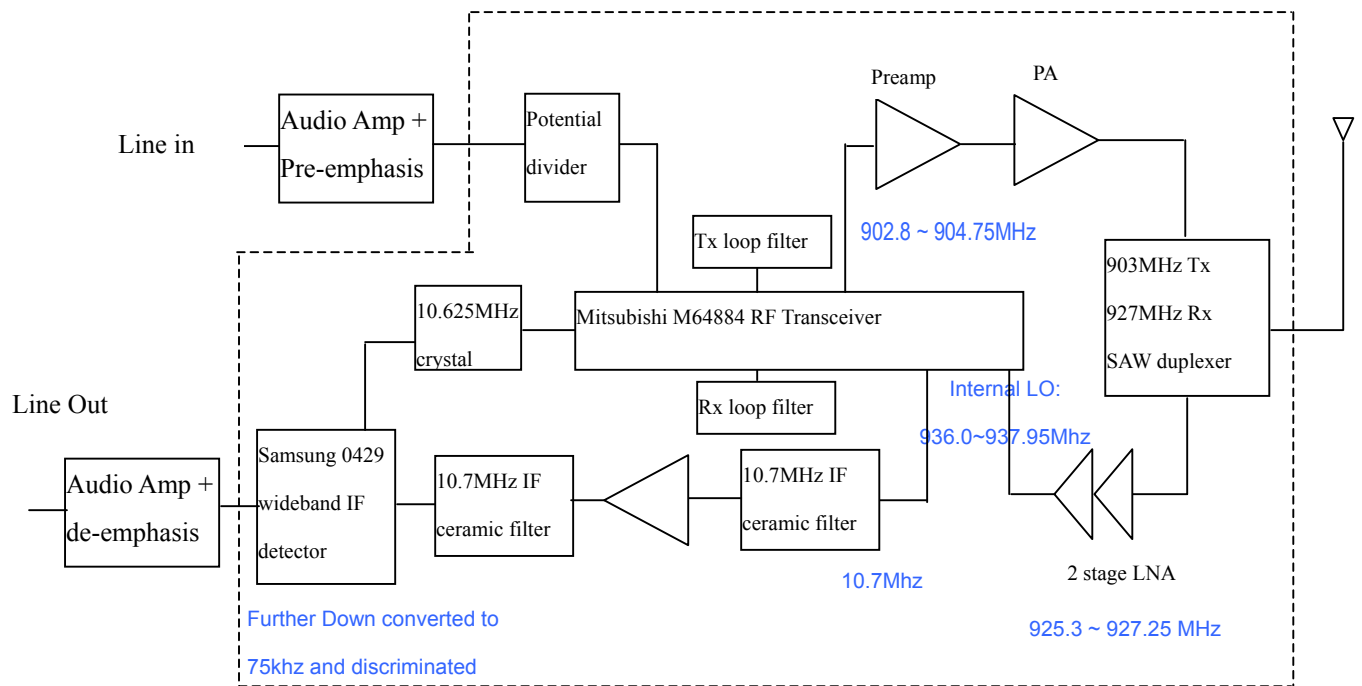 Preamp
PA
Line in
Audio Amp +
Pre-emphasis
Potential
divider
902.8 ~ 904.75MHz
Tx loop filter
903MHz Tx
927MHz Rx
SAW duplexer
10.625MHz
crystal
Mitsubishi M64884 RF Transceiver
Rx loop filter
Internal LO:
936.0~937.95Mhz
Line Out
Audio Amp +
de-emphasis
Samsung 0429
wideband IF
detector
10.7MHz IF
ceramic filter
10.7MHz IF
ceramic filter
10.7Mhz
2 stage LNA
925.3 ~ 927.25 MHz
Further Down converted to
75khz and discriminated